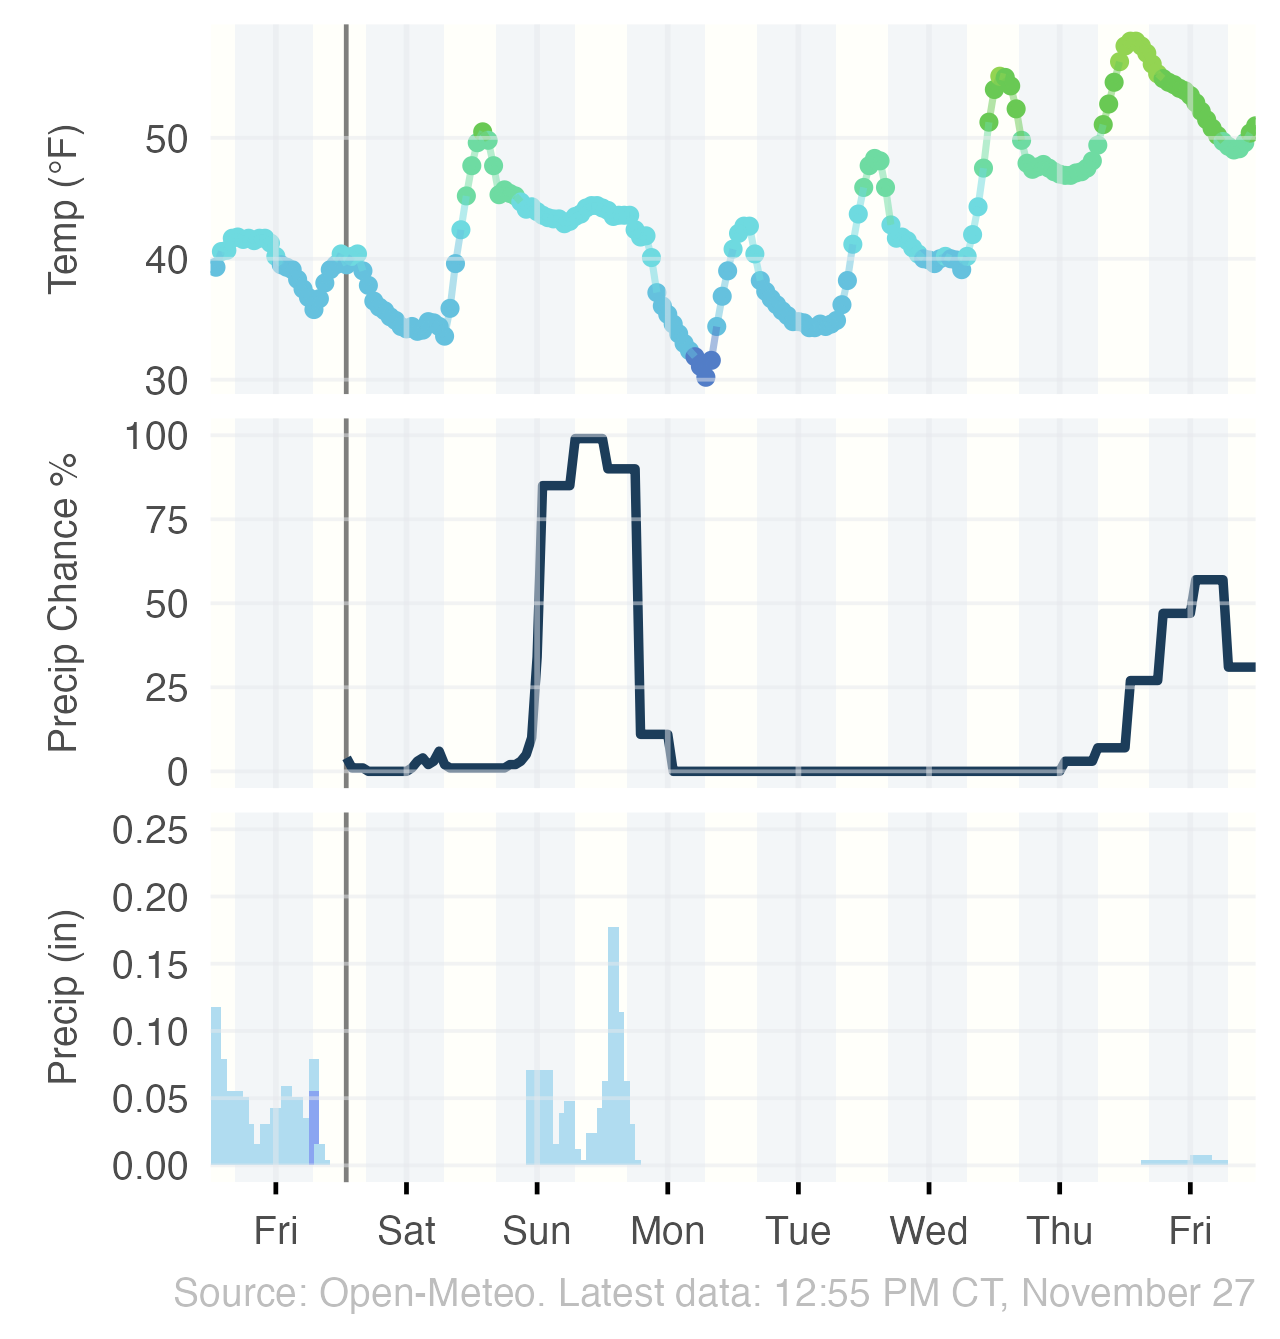 Temp (°F)
50
40
30
Precip Chance %
100
75
50
25
0
Precip (in)
0.25
0.20
0.15
0.10
0.05
0.00
Fri Sat Sun Mon Tue Wed Thu Fri
Source: Open-Meteo. Latest data: 12:55 PM CT, November 27